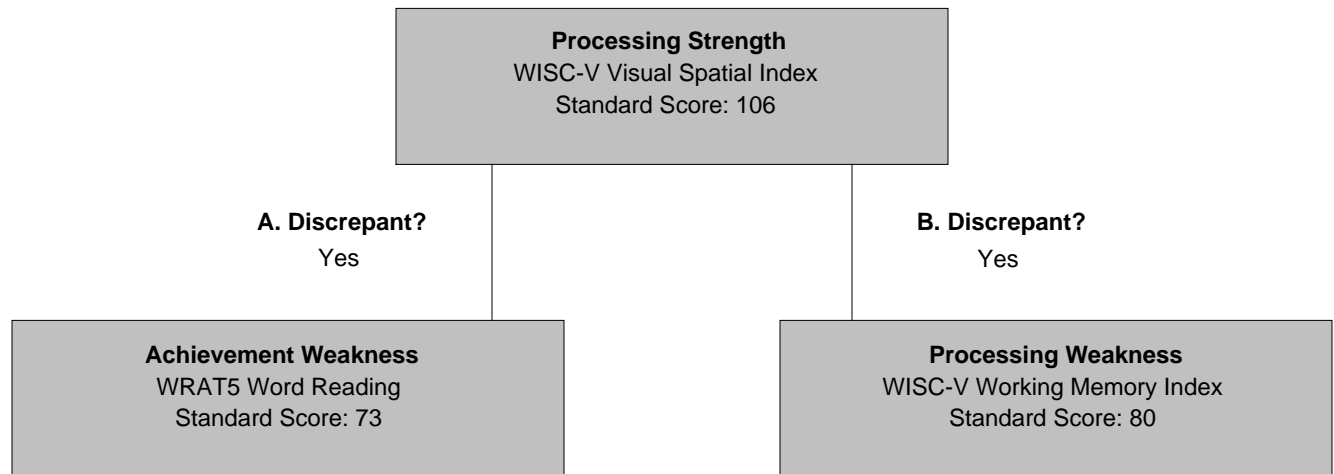 Processing Strength
WISC-V Visual Spatial Index
Standard Score: 106
A. Discrepant?
Yes
B. Discrepant?
Yes
Achievement Weakness
WRAT5 Word Reading
Standard Score: 73
Processing Weakness
WISC-V Working Memory Index
Standard Score: 80